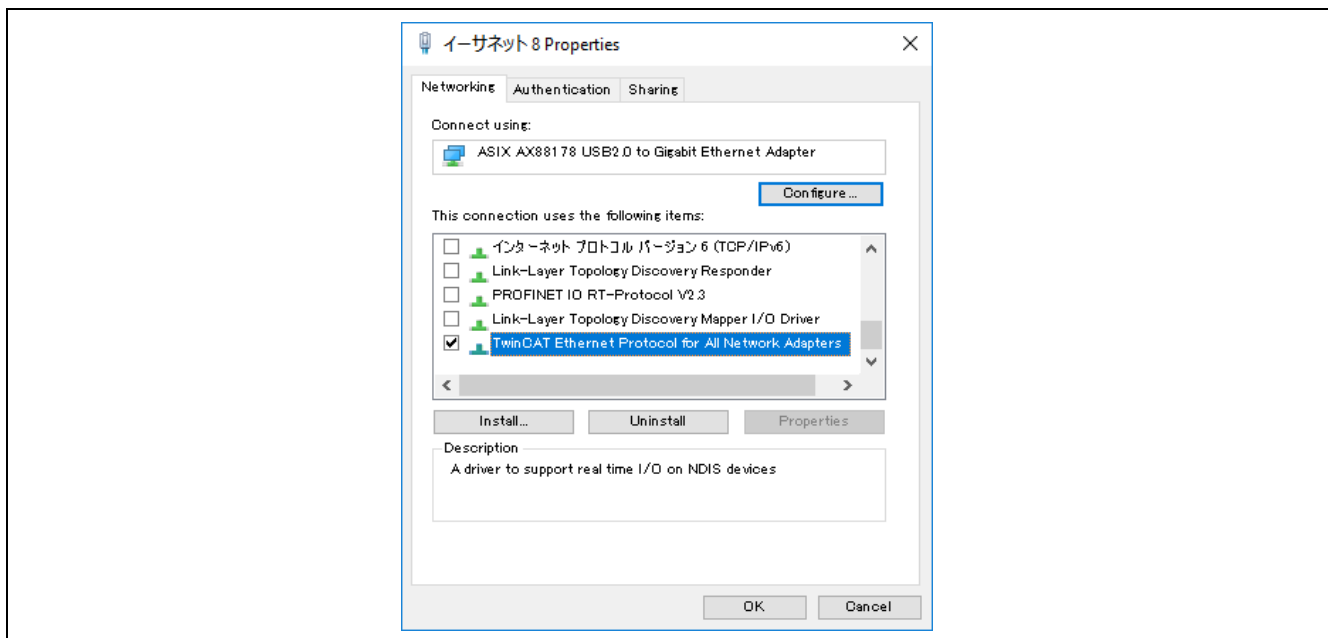 イーサネット 8 Properties
Networking Authentication Sharing
Connect using:
ASIX AX88178 USB2.0 to Gigabit Ethernet Adapter
Configure...
This connection uses the following items:
インターネット プロトコル バージョン 6 (TCP/IPv6)
Link-Layer Topology Discovery Responder
PROFINET IO RT-Protocol V2.3
Link-Layer Topology Discovery Mapper I/O Driver
TwinCAT Ethernet Protocol for All Network Adapters
Install... Uninstall Properties
Description
A driver to support real time I/O on NDIS devices
OK Cancel